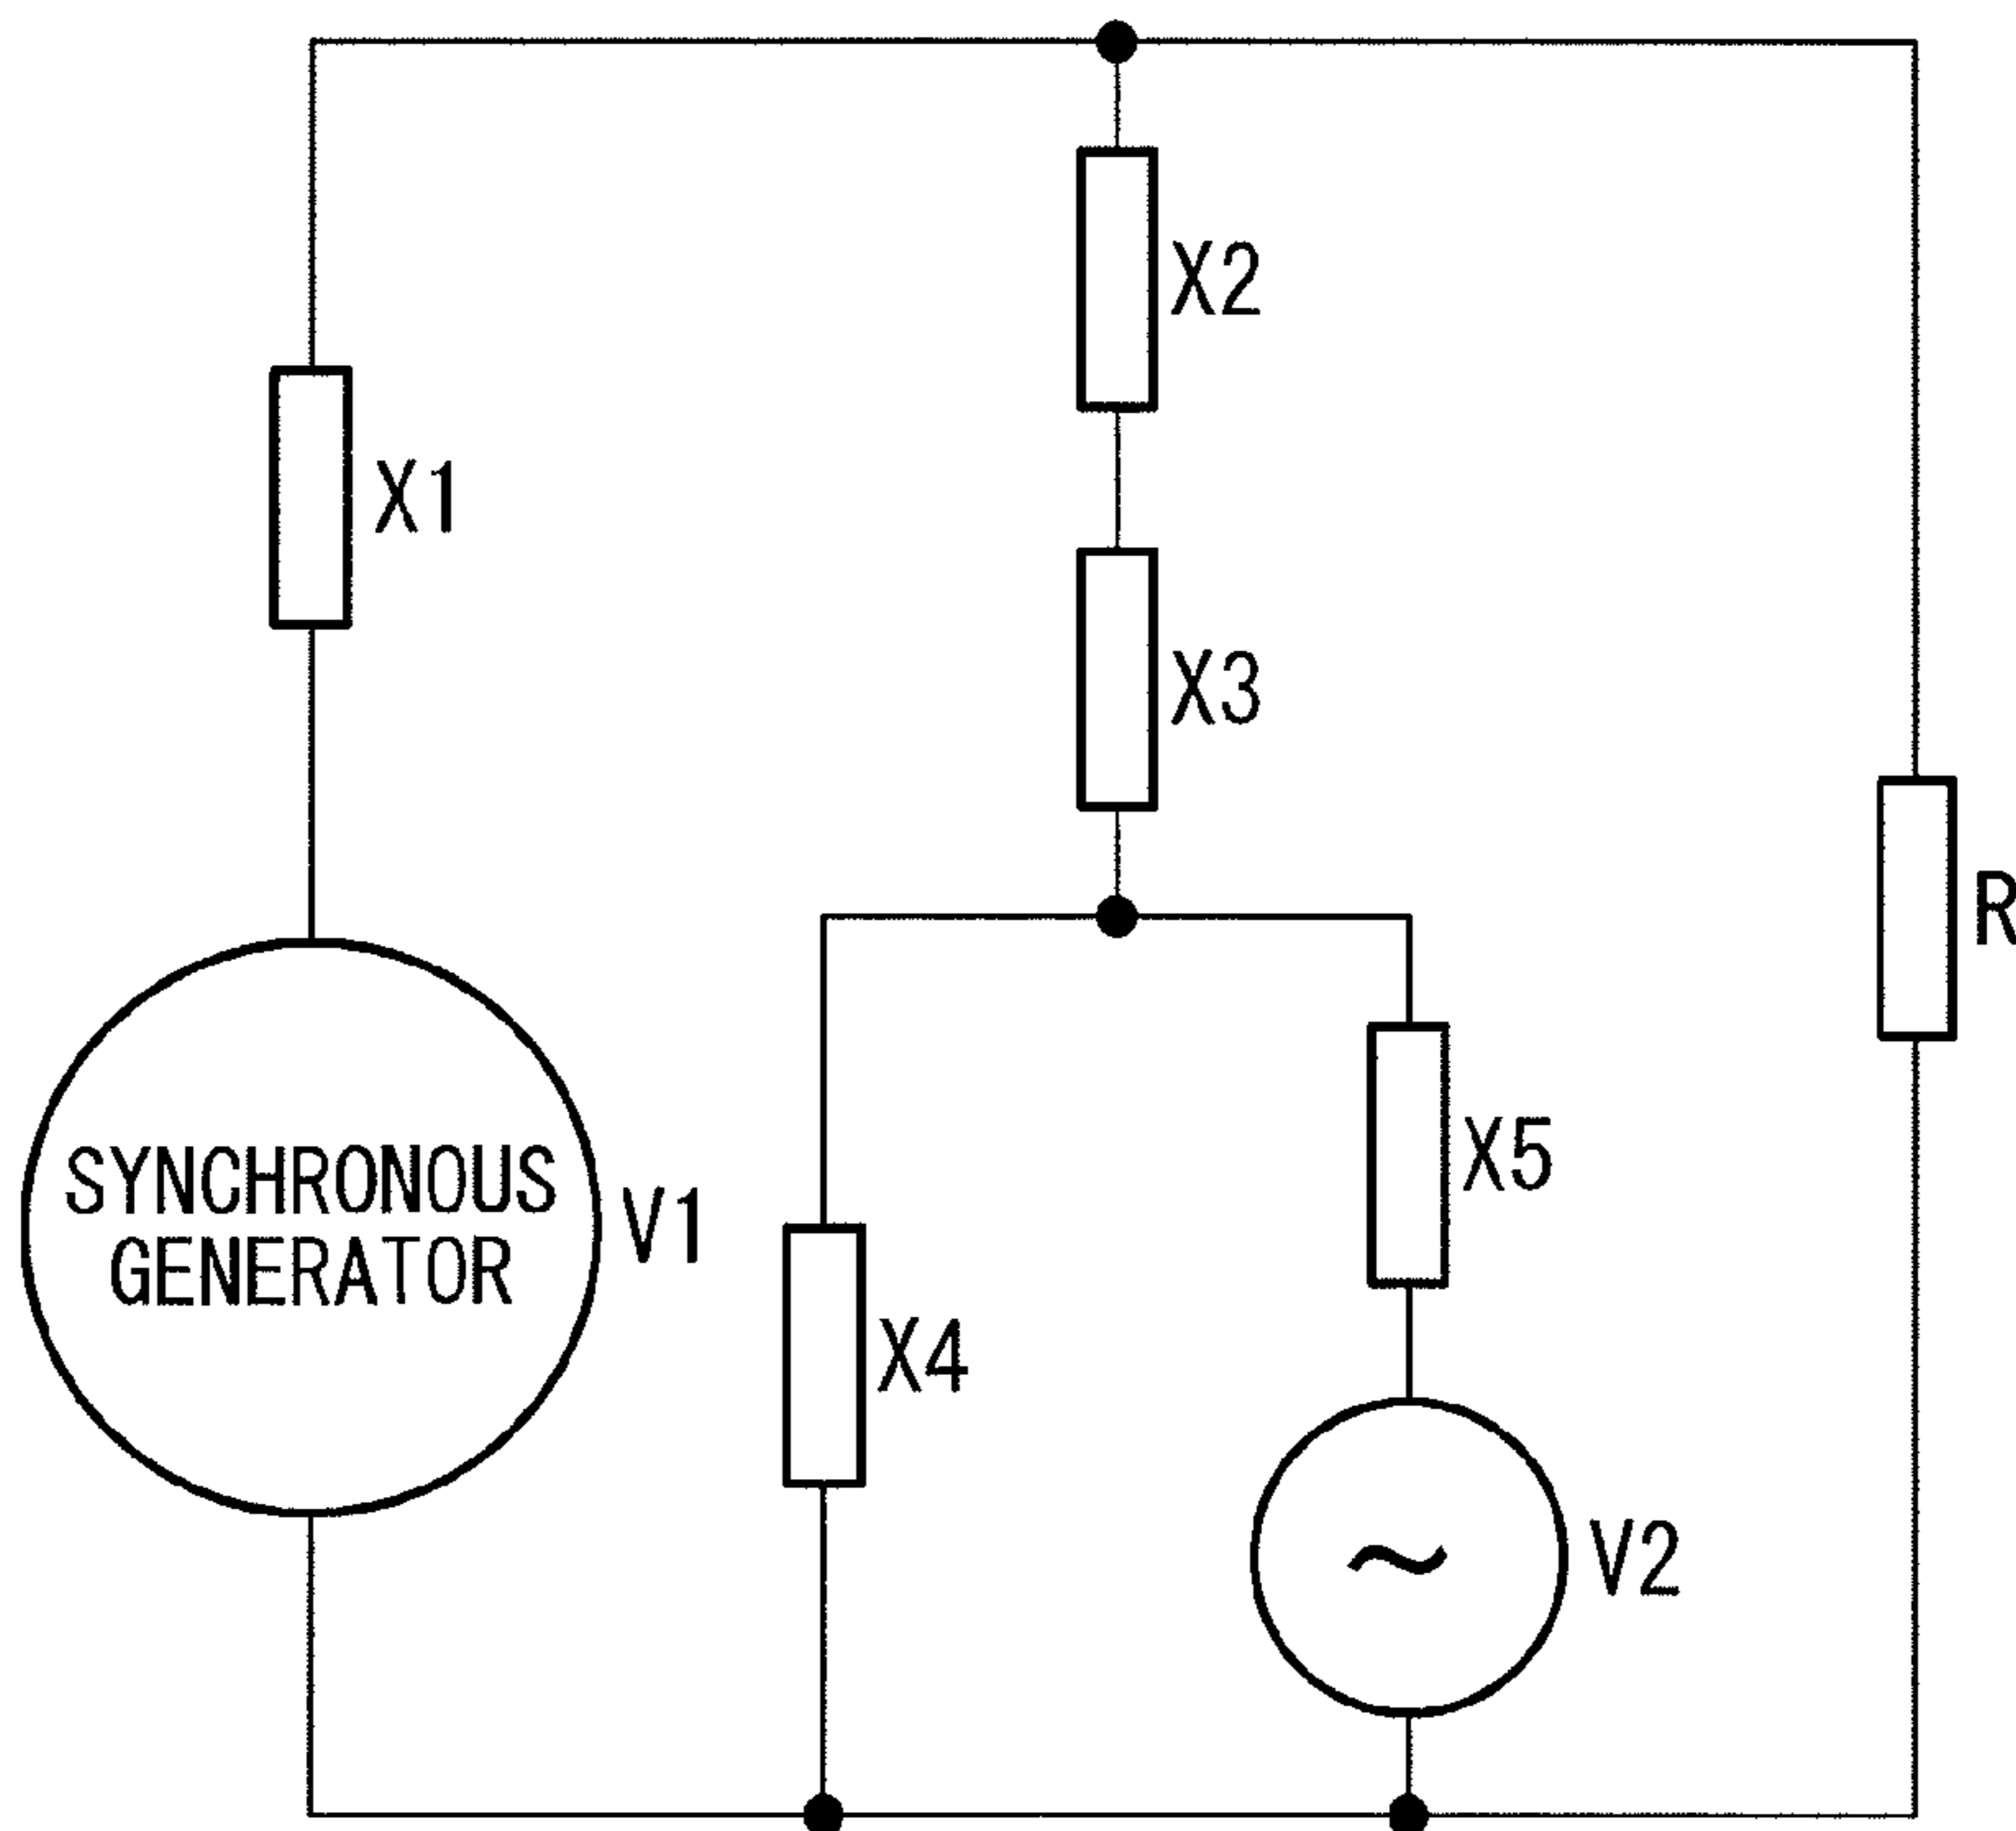 X2
X1
X3
R
X5
SYNCHRONOUS
GENERATOR
V1
X4
~
V2